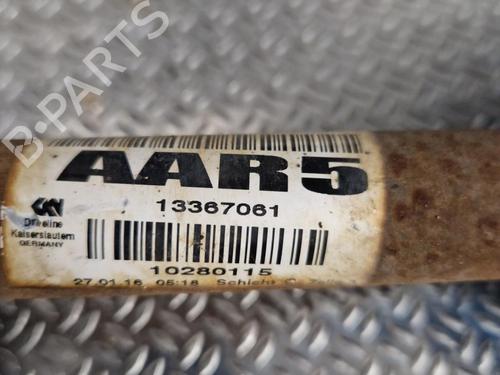 B-PARTS
AAR5
13367061
GKN
Driveline
Kaiserslautern
GERMANY
10280115
27.01.16 05:18 Schicht C